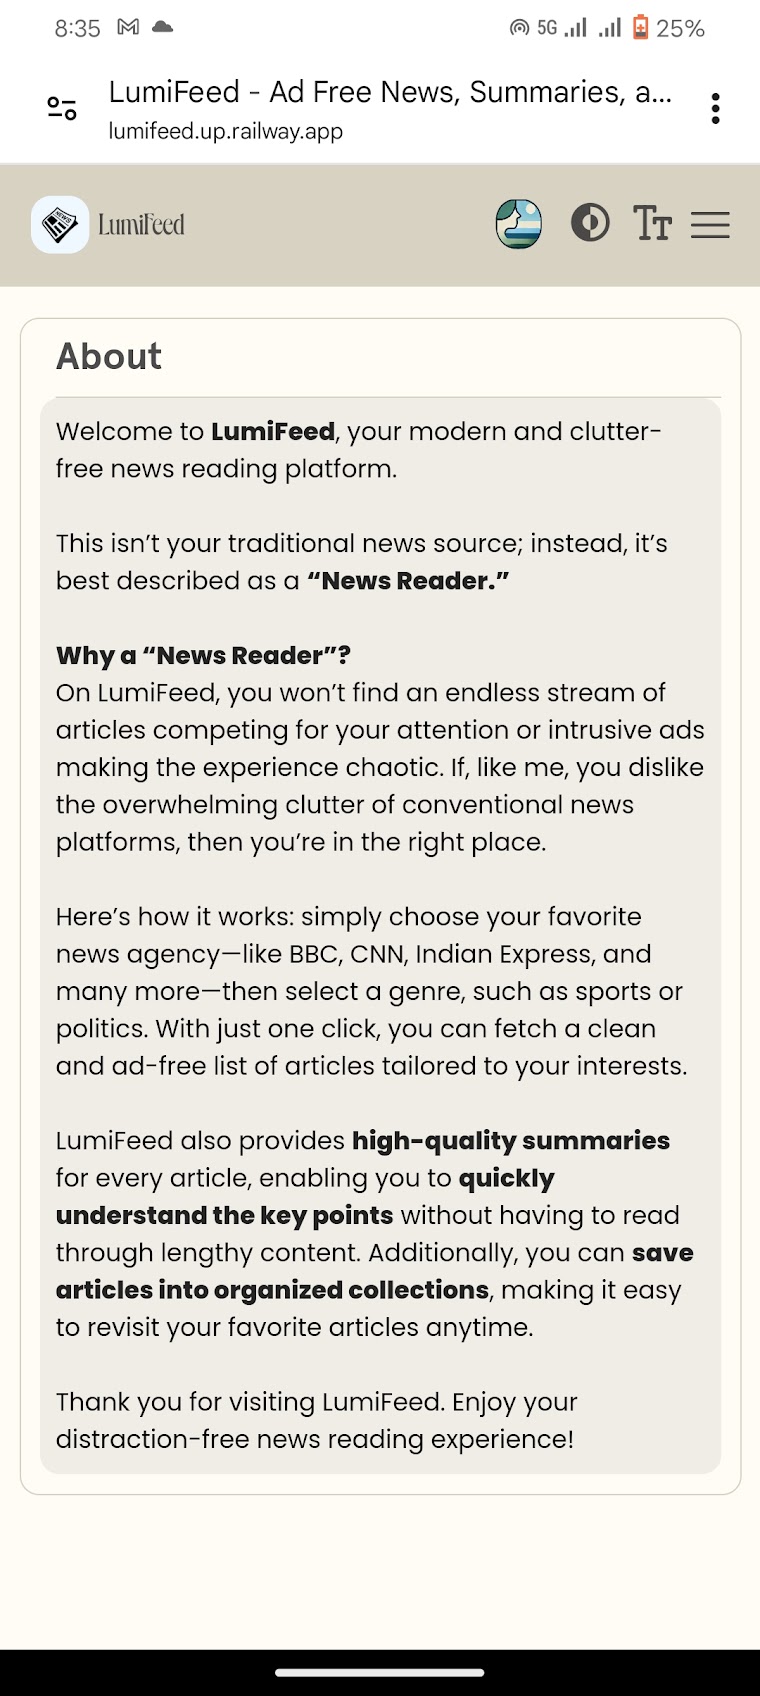 8:35
5G
25%
LumiFeed - Ad Free News, Summaries, a...
lumifeed.up.railway.app
NEWS
LumiFeed
TT
About
Welcome to LumiFeed, your modern and clutter-
free news reading platform.
This isn’t your traditional news source; instead, it’s
best described as a “News Reader.”
Why a “News Reader”?
On LumiFeed, you won’t find an endless stream of
articles competing for your attention or intrusive ads
making the experience chaotic. If, like me, you dislike
the overwhelming clutter of conventional news
platforms, then you’re in the right place.
Here’s how it works: simply choose your favorite
news agency—like BBC, CNN, Indian Express, and
many more—then select a genre, such as sports or
politics. With just one click, you can fetch a clean
and ad-free list of articles tailored to your interests.
LumiFeed also provides high-quality summaries
for every article, enabling you to quickly
understand the key points without having to read
through lengthy content. Additionally, you can save
articles into organized collections, making it easy
to revisit your favorite articles anytime.
Thank you for visiting LumiFeed. Enjoy your
distraction-free news reading experience!